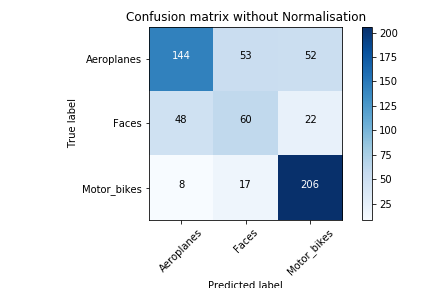 Confusion matrix without Normalisation
True label
Aeroplanes 144 53 52
Faces 48 60 22
Motor_bikes 8 17 206
Aeroplanes Faces Motor_bikes
Predicted label
200
175
150
125
100
75
50
25